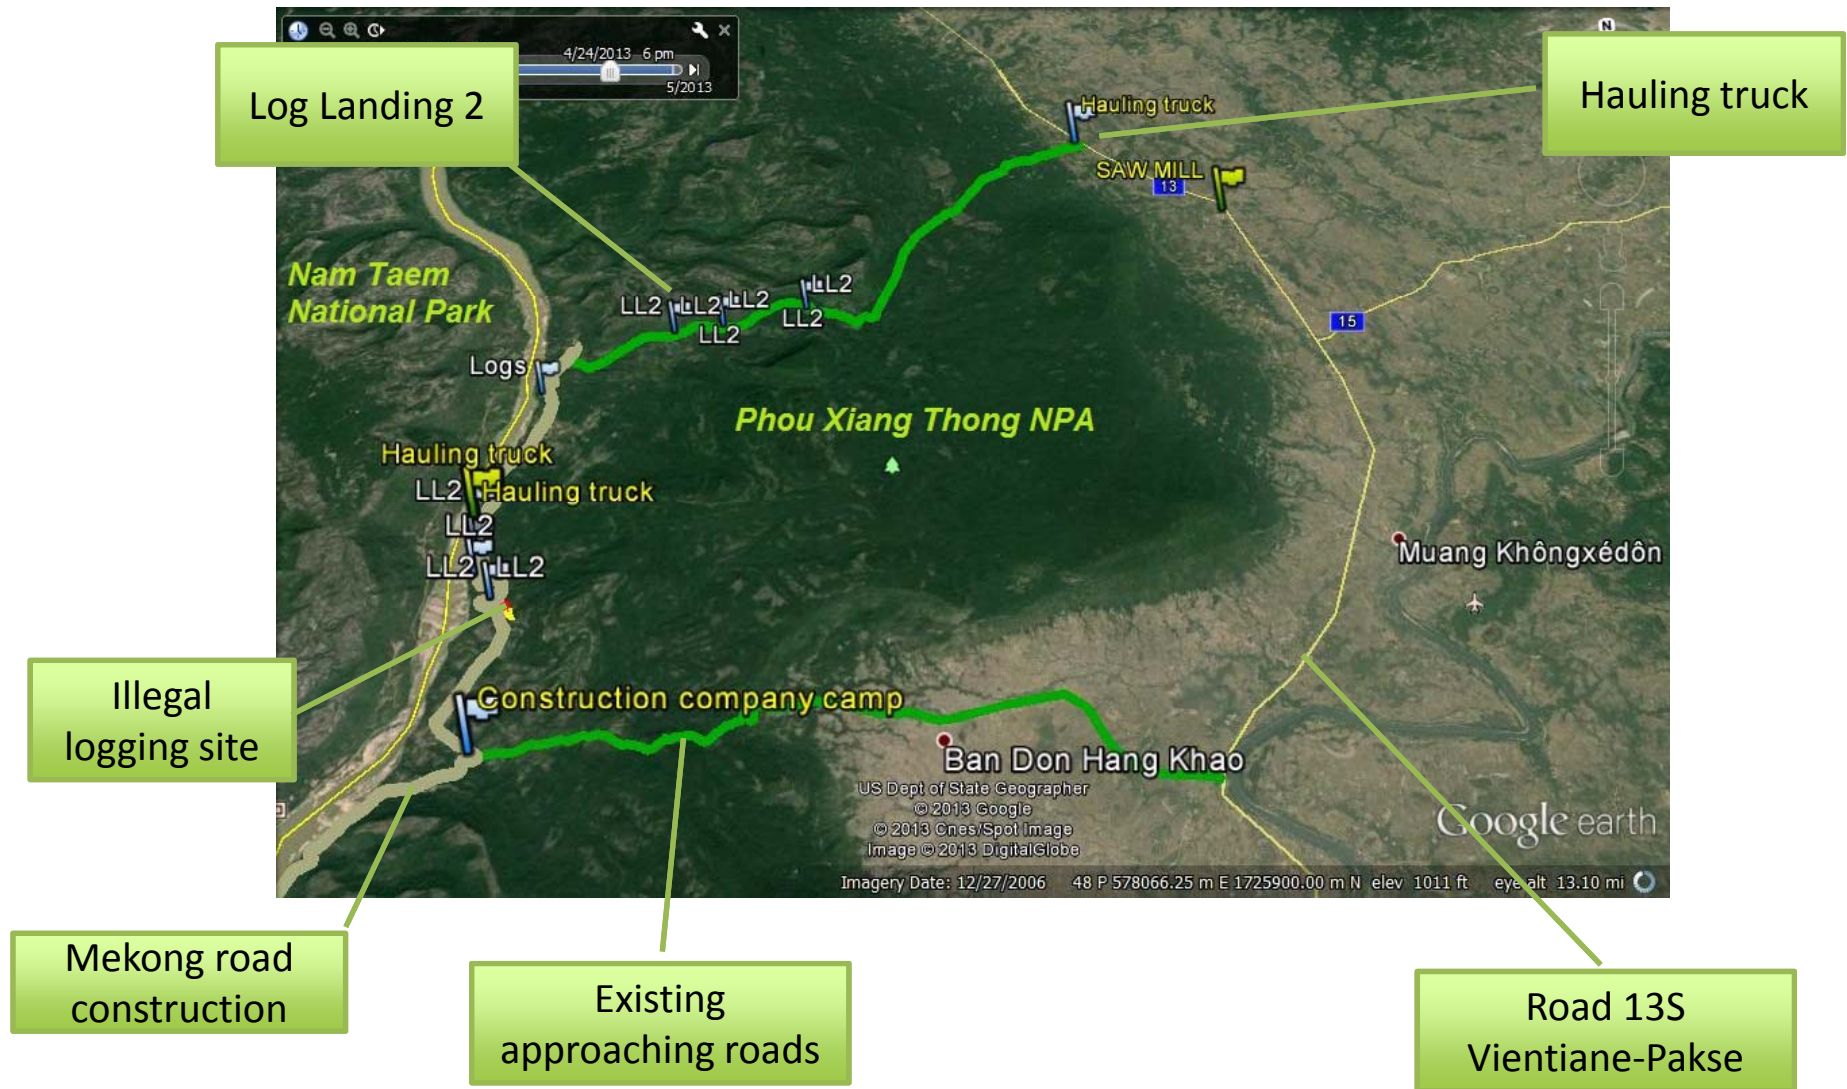 4/24/2013 6 pm
5/2013
N
Log Landing 2
Hauling truck
Hauling truck
SAW MILL
13
Nam Taem
National Park
LL2
LL2
LL2
LL2
LL2
LL2
15
Logs
Phou Xiang Thong NPA
Hauling truck
LL2
Hauling truck
LL2
LL2
LL2
Muang Khôngxédôn
Illegal
logging site
Construction company camp
Ban Don Hang Khao
US Dept of State Geographer
© 2013 Google
© 2013 Cnes/Spot Image
Image © 2013 DigitalGlobe
Google earth
Imagery Date: 12/27/2006 48 P 578066.25 m E 1725900.00 m N elev 1011 ft eye alt 13.10 mi
Mekong road
construction
Existing
approaching roads
Road 13S
Vientiane-Pakse